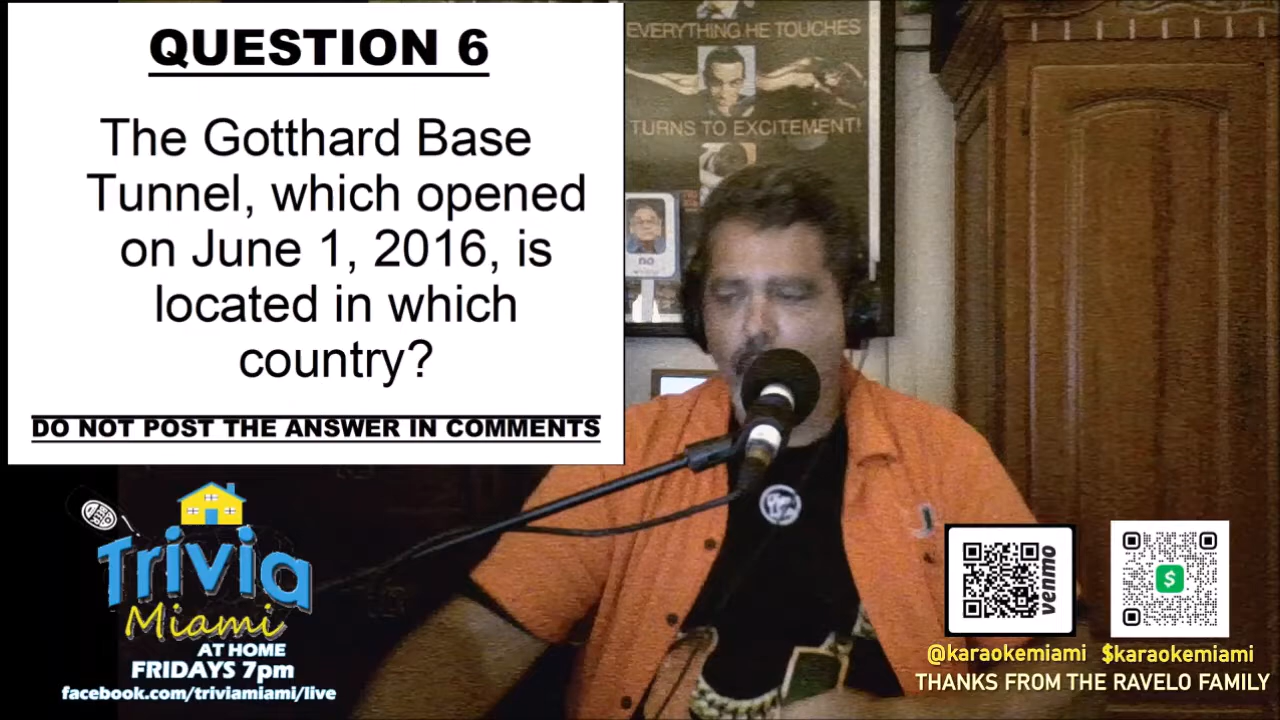 QUESTION 6
The Gotthard Base
Tunnel, which opened
on June 1, 2016, is
located in which
country?
DO NOT POST THE ANSWER IN COMMENTS
EVERYTHING HE TOUCHES
TURNS TO EXCITEMENT!
no
Trivia
Miami
AT HOME
FRIDAYS 7pm
facebook.com/triviamiami/live
venmo
$
@karaokemiami $karaokemiami
THANKS FROM THE RAVELO FAMILY